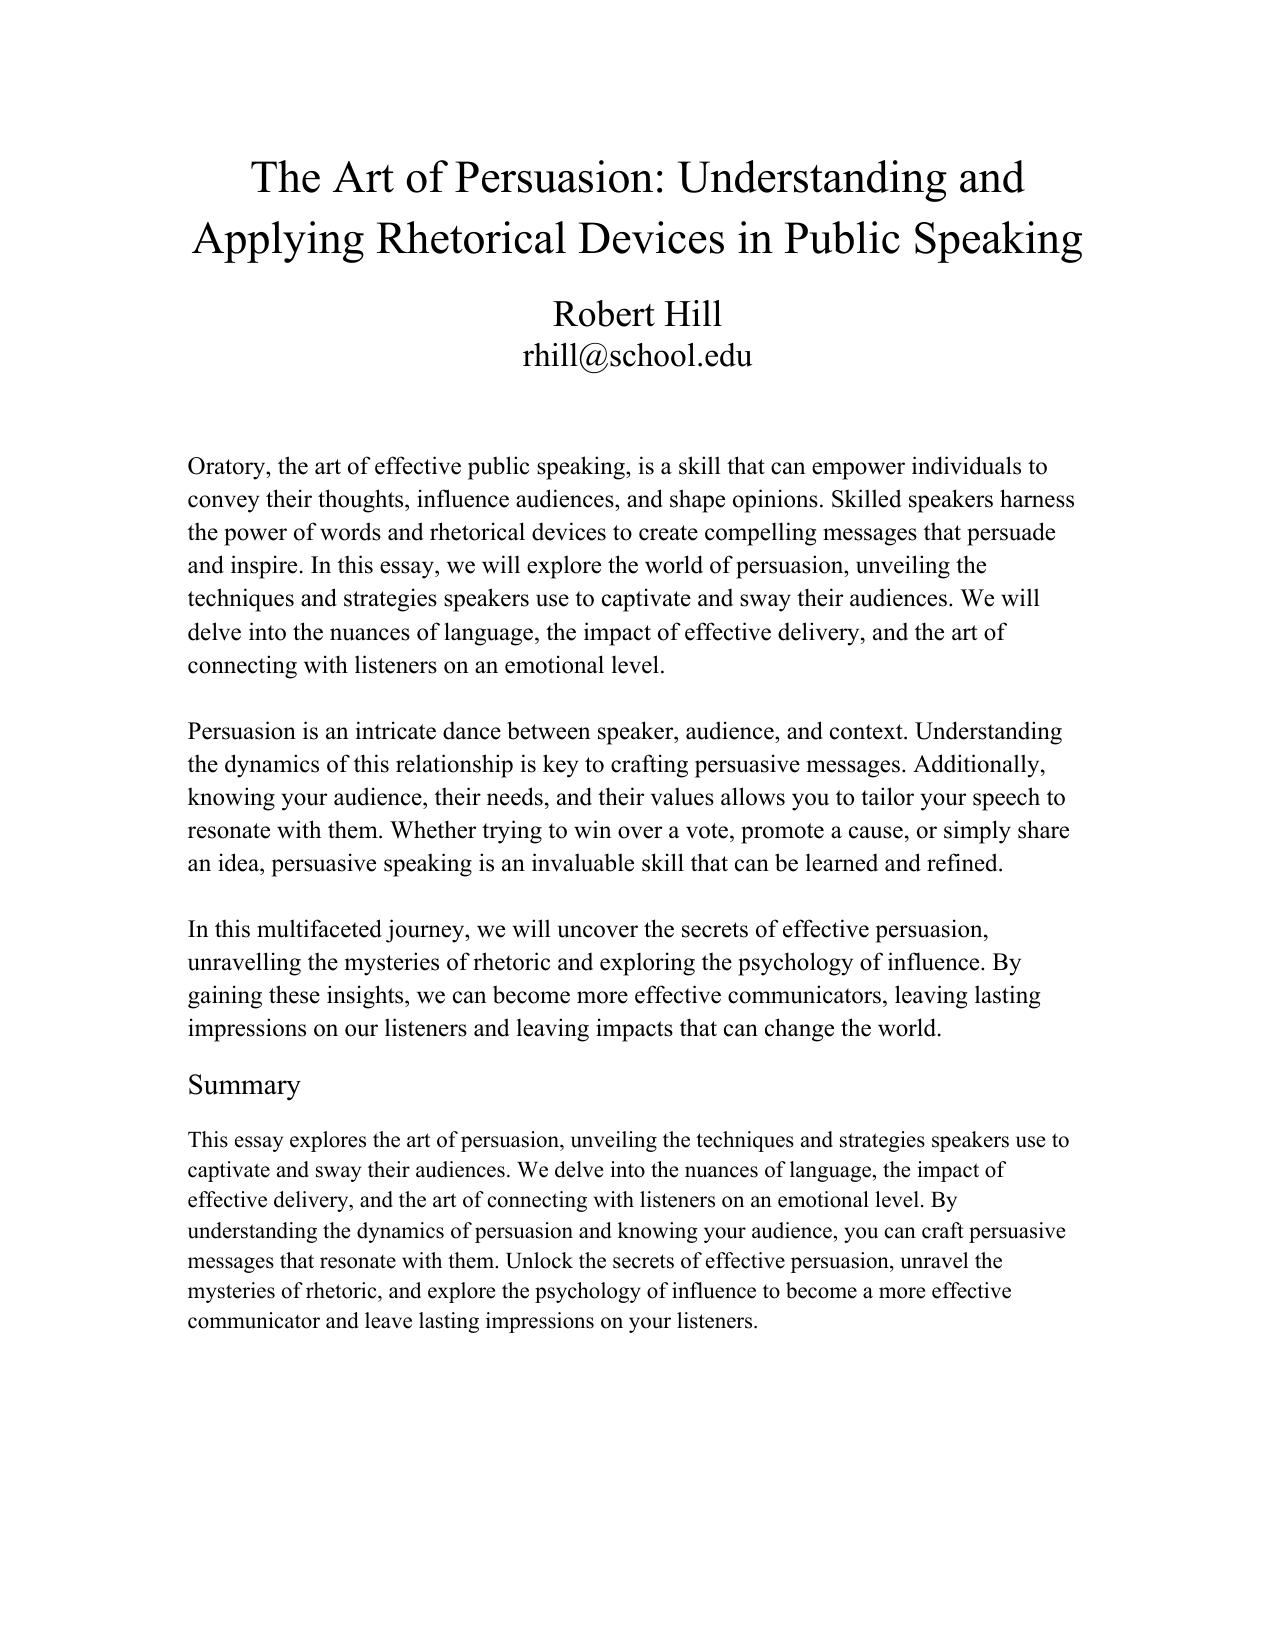 The Art of Persuasion: Understanding and
Applying Rhetorical Devices in Public Speaking
Robert Hill
rhill@school.edu
Oratory, the art of effective public speaking, is a skill that can empower individuals to
convey their thoughts, influence audiences, and shape opinions. Skilled speakers harness
the power of words and rhetorical devices to create compelling messages that persuade
and inspire. In this essay, we will explore the world of persuasion, unveiling the
techniques and strategies speakers use to captivate and sway their audiences. We will
delve into the nuances of language, the impact of effective delivery, and the art of
connecting with listeners on an emotional level.
Persuasion is an intricate dance between speaker, audience, and context. Understanding
the dynamics of this relationship is key to crafting persuasive messages. Additionally,
knowing your audience, their needs, and their values allows you to tailor your speech to
resonate with them. Whether trying to win over a vote, promote a cause, or simply share
an idea, persuasive speaking is an invaluable skill that can be learned and refined.
In this multifaceted journey, we will uncover the secrets of effective persuasion,
unravelling the mysteries of rhetoric and exploring the psychology of influence. By
gaining these insights, we can become more effective communicators, leaving lasting
impressions on our listeners and leaving impacts that can change the world.
Summary
This essay explores the art of persuasion, unveiling the techniques and strategies speakers use to
captivate and sway their audiences. We delve into the nuances of language, the impact of
effective delivery, and the art of connecting with listeners on an emotional level. By
understanding the dynamics of persuasion and knowing your audience, you can craft persuasive
messages that resonate with them. Unlock the secrets of effective persuasion, unravel the
mysteries of rhetoric, and explore the psychology of influence to become a more effective
communicator and leave lasting impressions on your listeners.